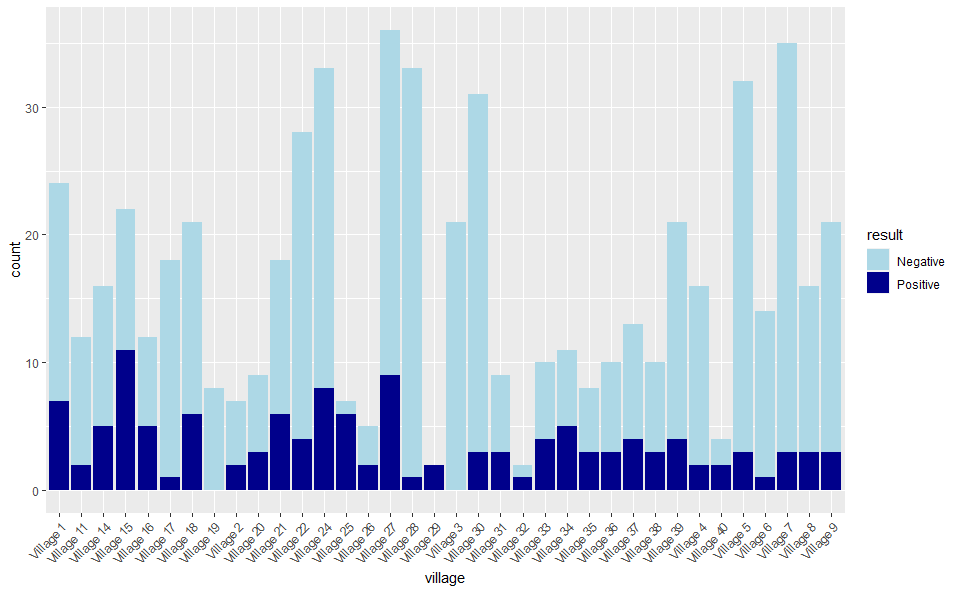 30
20
10
0
count
Village 1
Village 11
Village 14
Village 15
Village 16
Village 17
Village 18
Village 19
Village 2
Village 20
Village 21
Village 22
Village 24
Village 25
Village 26
Village 27
Village 28
Village 29
Village 3
Village 30
Village 31
Village 32
Village 33
Village 34
Village 35
Village 36
Village 37
Village 38
Village 39
Village 4
Village 40
Village 5
Village 6
Village 7
Village 8
Village 9
village
result
Negative
Positive